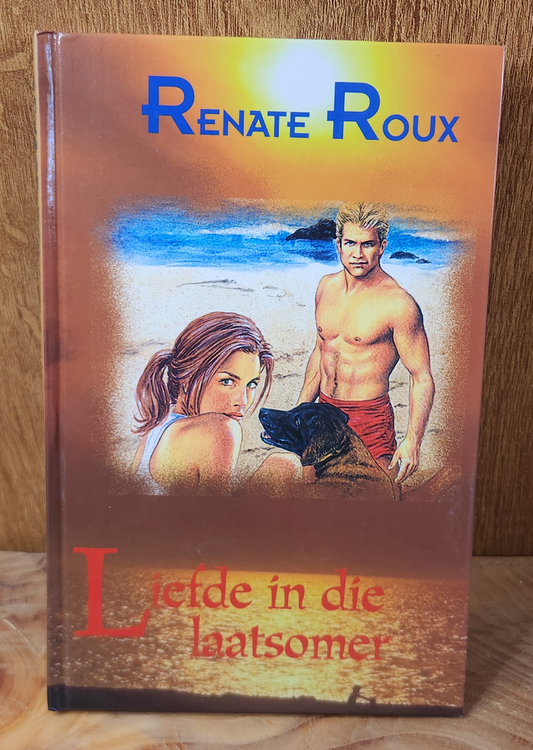 RENATE ROUX
Liefde in die
laatsomer